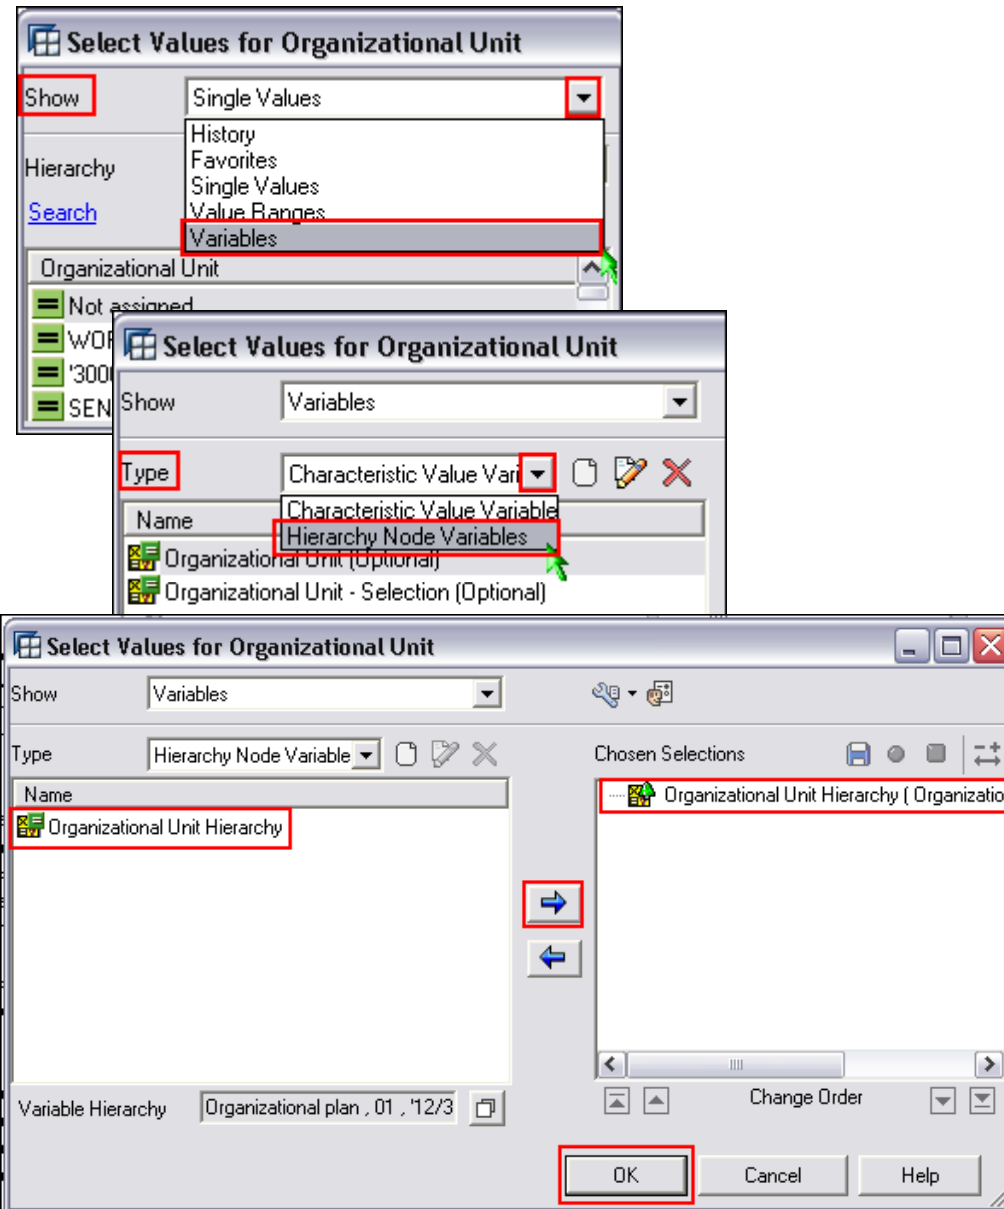 Select Values for Organizational Unit
Show Single Values
History
Favorites
Hierarchy
Single Values
Search
Value Ranges
Variables
Organizational Unit
Not assigned
Select Values for Organizational Unit
Show Variables
SEN
Type Characteristic Value Vari
Characteristic Value Variable
Name
Hierarchy Node Variables
Organizational Unit (Optional)
Organizational Unit - Selection (Optional)
Select Values for Organizational Unit
Show Variables
Type Hierarchy Node Variable Chosen Selections
Name
Organizational Unit Hierarchy ( Organizatio
Organizational Unit Hierarchy
Variable Hierarchy Organizational plan , 01 , '12/3 Change Order
OK Cancel Help